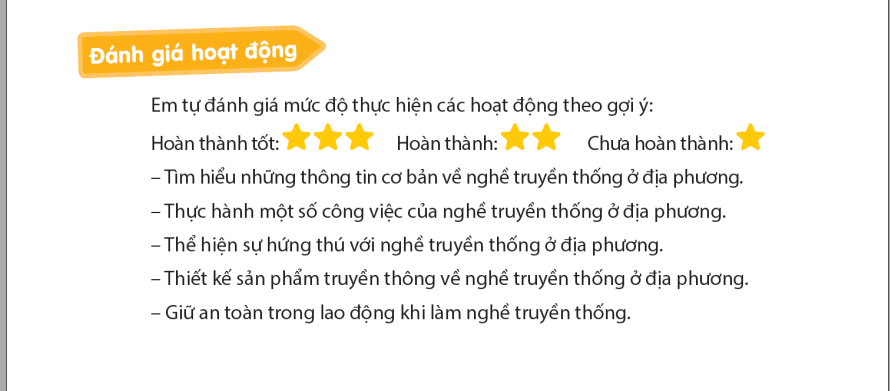 Đánh giá hoạt động
Em tự đánh giá mức độ thực hiện các hoạt động theo gợi ý:
Hoàn thành tốt: Hoàn thành: Chưa hoàn thành:
– Tìm hiểu những thông tin cơ bản về nghề truyền thống ở địa phương.
– Thực hành một số công việc của nghề truyền thống ở địa phương.
– Thể hiện sự hứng thú với nghề truyền thống ở địa phương.
– Thiết kế sản phẩm truyền thông về nghề truyền thống ở địa phương.
– Giữ an toàn trong lao động khi làm nghề truyền thống.